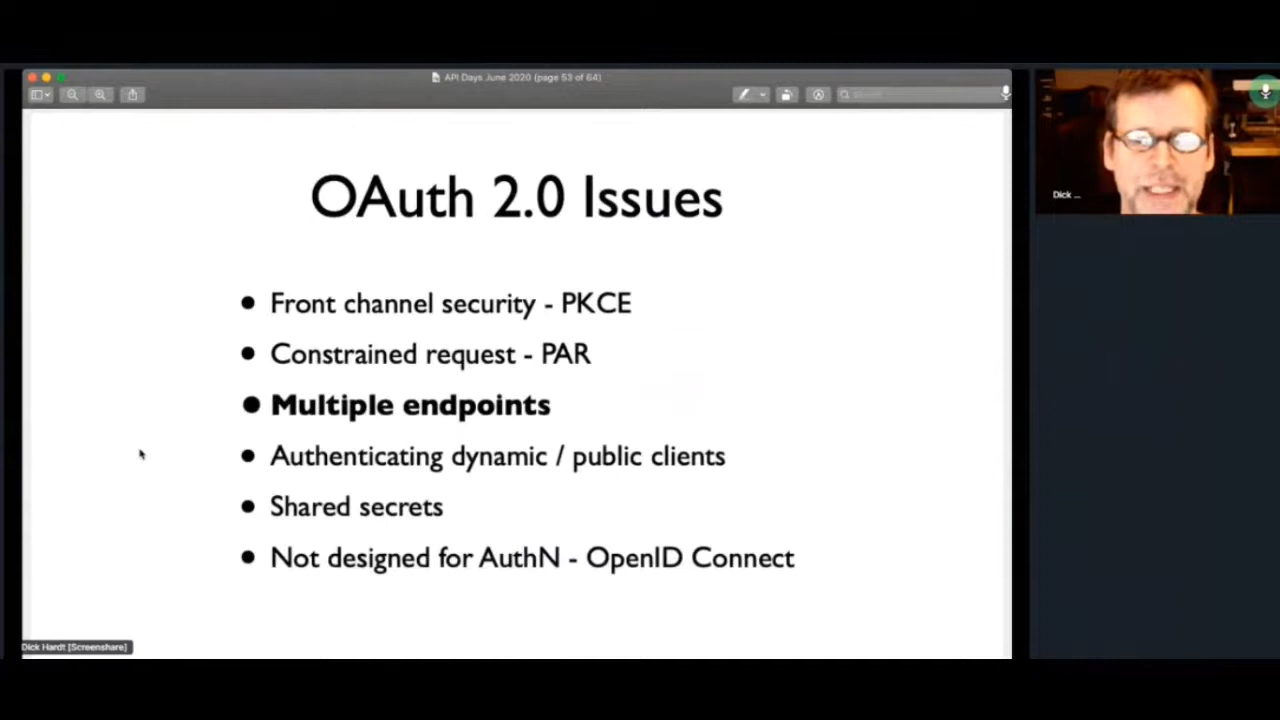 API Days June 2020 (page 53 of 64)
Search
OAuth 2.0 Issues
• Front channel security - PKCE
• Constrained request - PAR
• Multiple endpoints
• Authenticating dynamic / public clients
• Shared secrets
• Not designed for AuthN - OpenID Connect
Dick Hardt [Screenshare]
Dick ...